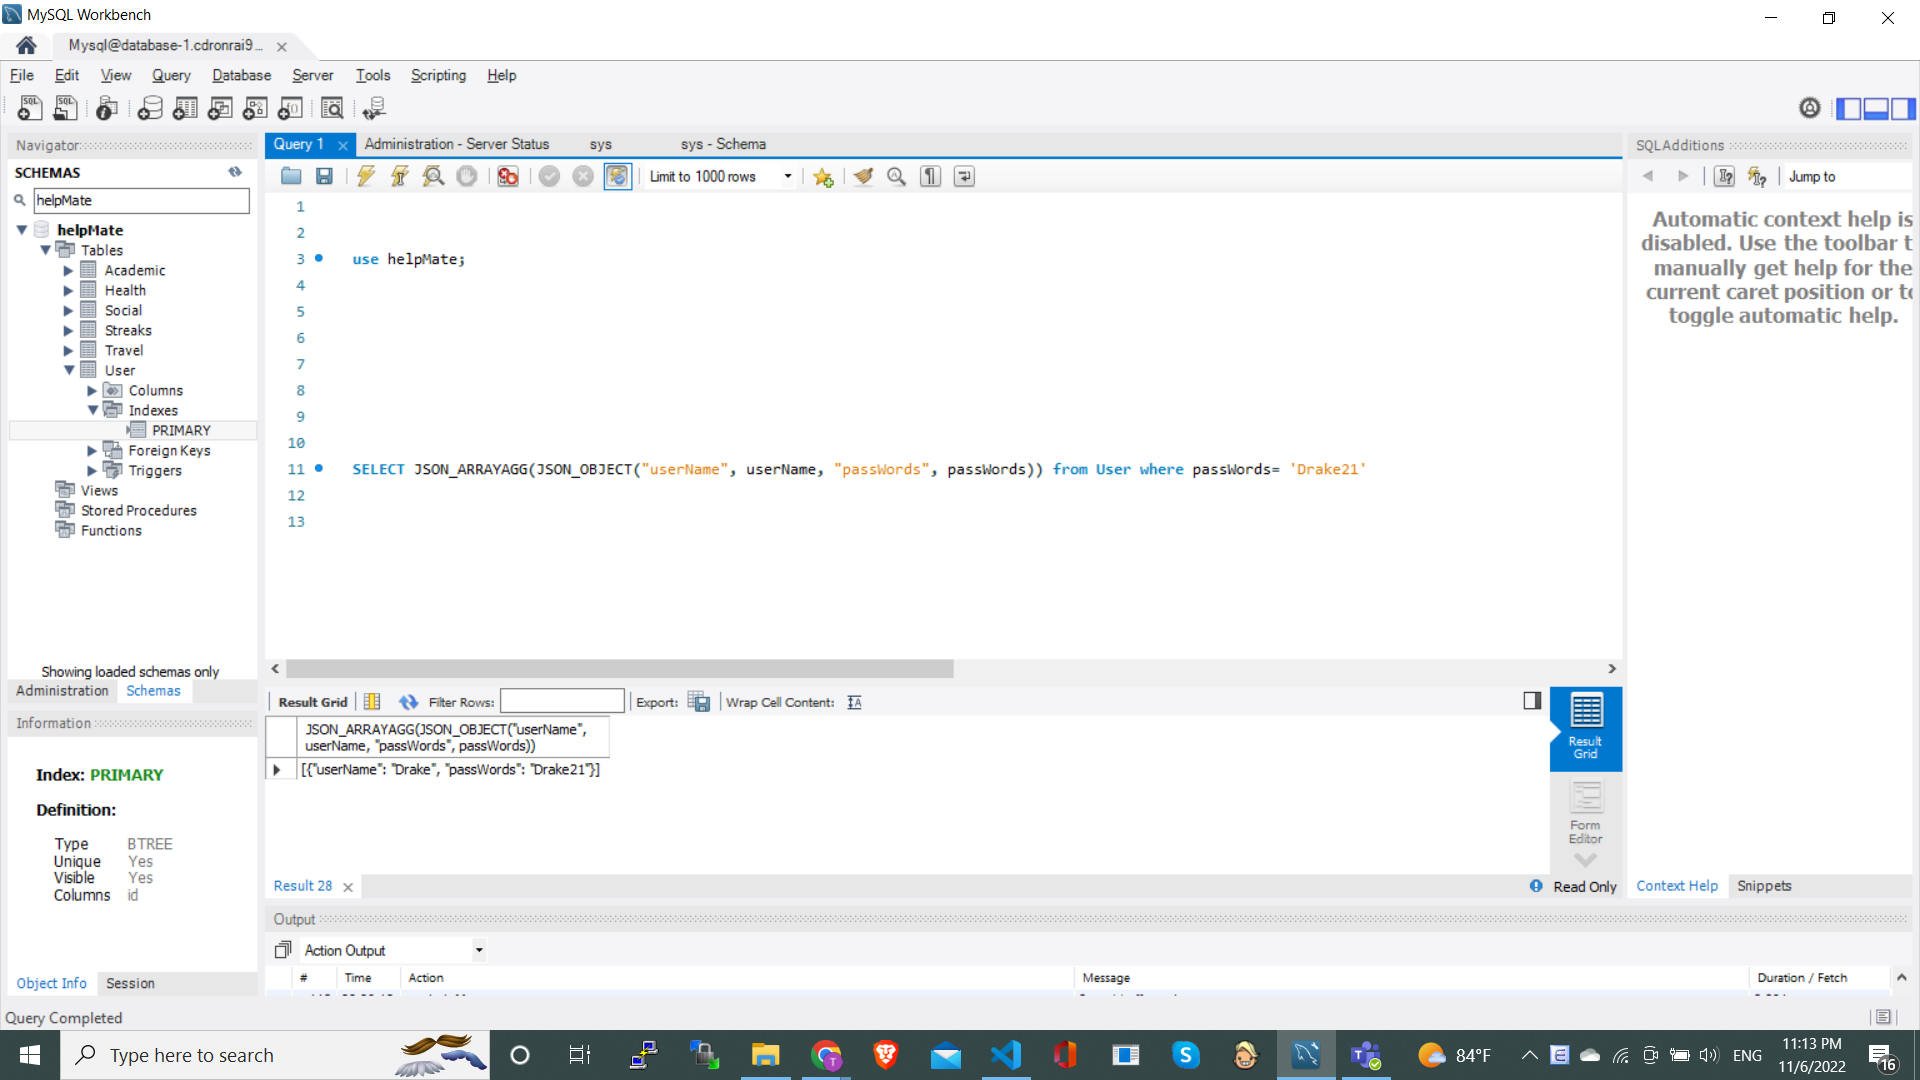 MySQL Workbench
Mysql@database-1.cdronrai9...
File Edit View Query Database Server Tools Scripting Help
Navigator
SCHEMAS
helpMate
helpMate
Tables
Academic
Health
Social
Streaks
Travel
User
Columns
Indexes
PRIMARY
Foreign Keys
Triggers
Views
Stored Procedures
Functions
Showing loaded schemas only
Administration Schemas
Information
Index: PRIMARY
Definition:
Type BTREE
Unique Yes
Visible Yes
Columns id
Object Info Session
Query Completed
Query 1 Administration - Server Status sys sys - Schema
Limit to 1000 rows
1
2
3 use helpMate;
4
5
6
7
8
9
10
11 SELECT JSON_ARRAYAGG(JSON_OBJECT("userName", userName, "passWords", passWords)) from User where passWords= 'Drake21'
12
13
Result Grid Filter Rows: Export: Wrap Cell Content:
JSON_ARRAYAGG(JSON_OBJECT("userName",
userName, "passWords", passWords))
[{"userName": "Drake", "passWords": "Drake21"}]
Result
Grid
Form
Editor
Result 28
Read Only
Output
Action Output
# Time Action Message Duration / Fetch
SQLAdditions
Jump to
Automatic context help is
disabled. Use the toolbar t
manually get help for the
current caret position or to
toggle automatic help.
Context Help Snippets
Type here to search
84°F
ENG
11:13 PM
11/6/2022
16